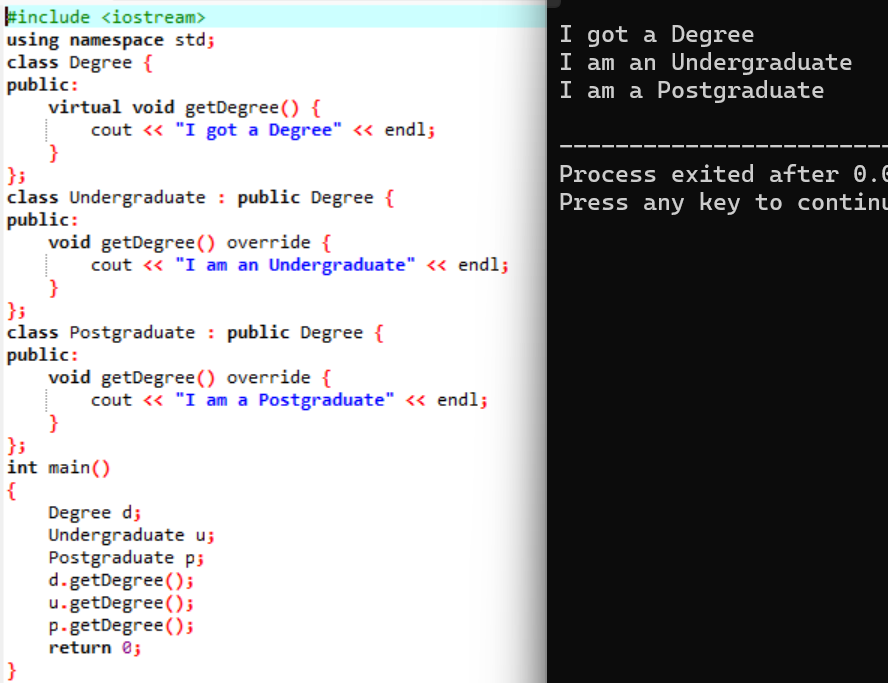 #include <iostream>
using namespace std;
class Degree {
public:
    virtual void getDegree() {
        cout << "I got a Degree" << endl;
    }
};
class Undergraduate : public Degree {
public:
    void getDegree() override {
        cout << "I am an Undergraduate" << endl;
    }
};
class Postgraduate : public Degree {
public:
    void getDegree() override {
        cout << "I am a Postgraduate" << endl;
    }
};
int main()
{
    Degree d;
    Undergraduate u;
    Postgraduate p;
    d.getDegree();
    u.getDegree();
    p.getDegree();
    return 0;
}
I got a Degree
I am an Undergraduate
I am a Postgraduate
------------------------
Process exited after 0.0
Press any key to continu